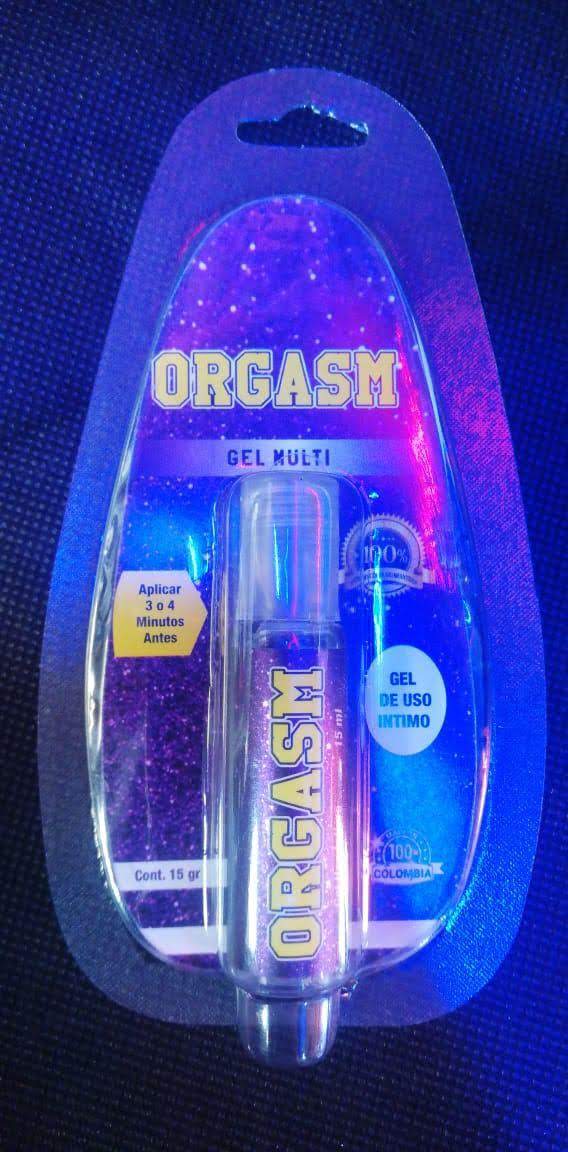 ORGASM
GEL MULTI
100%
Aplicar
3 o 4
Minutos
Antes
GEL
DE USO
INTIMO
ORGASM
15 ml
100%
COLOMBIA
Cont. 15 gr